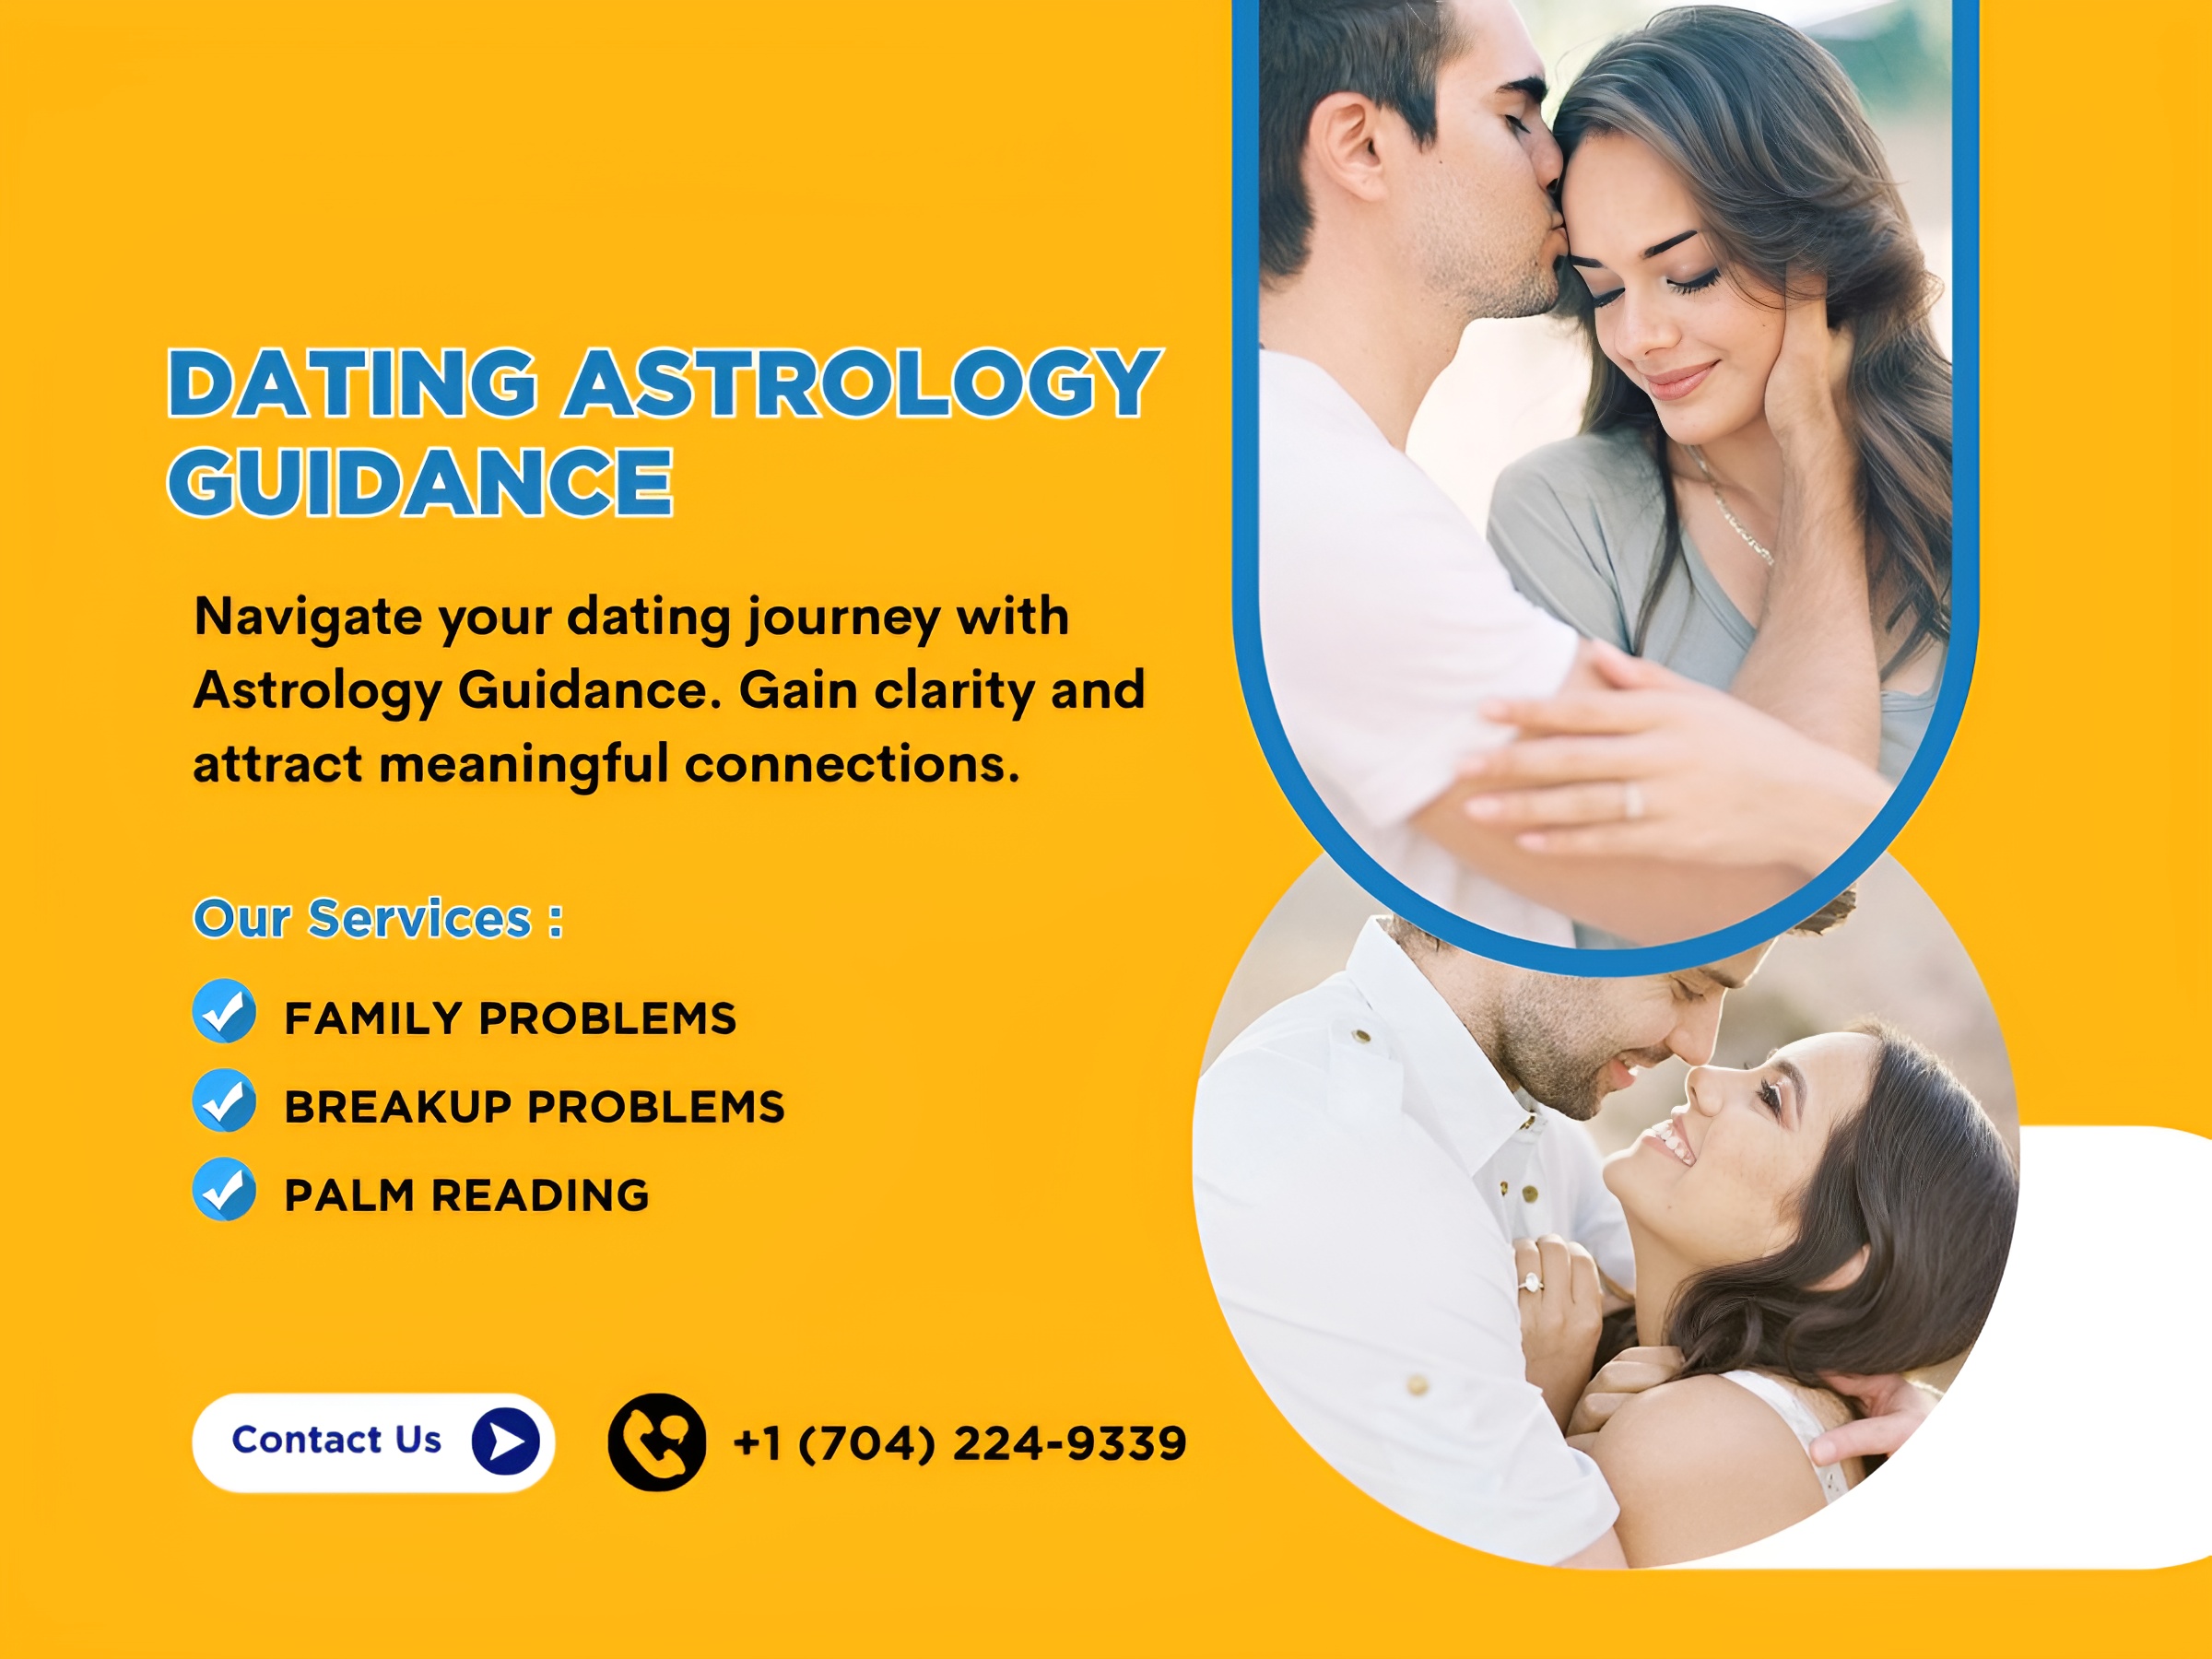 DATING ASTROLOGY
GUIDANCE
Navigate your dating journey with
Astrology Guidance. Gain clarity and
attract meaningful connections.
Our Services :
FAMILY PROBLEMS
BREAKUP PROBLEMS
PALM READING
Contact Us
+1 (704) 224-9339